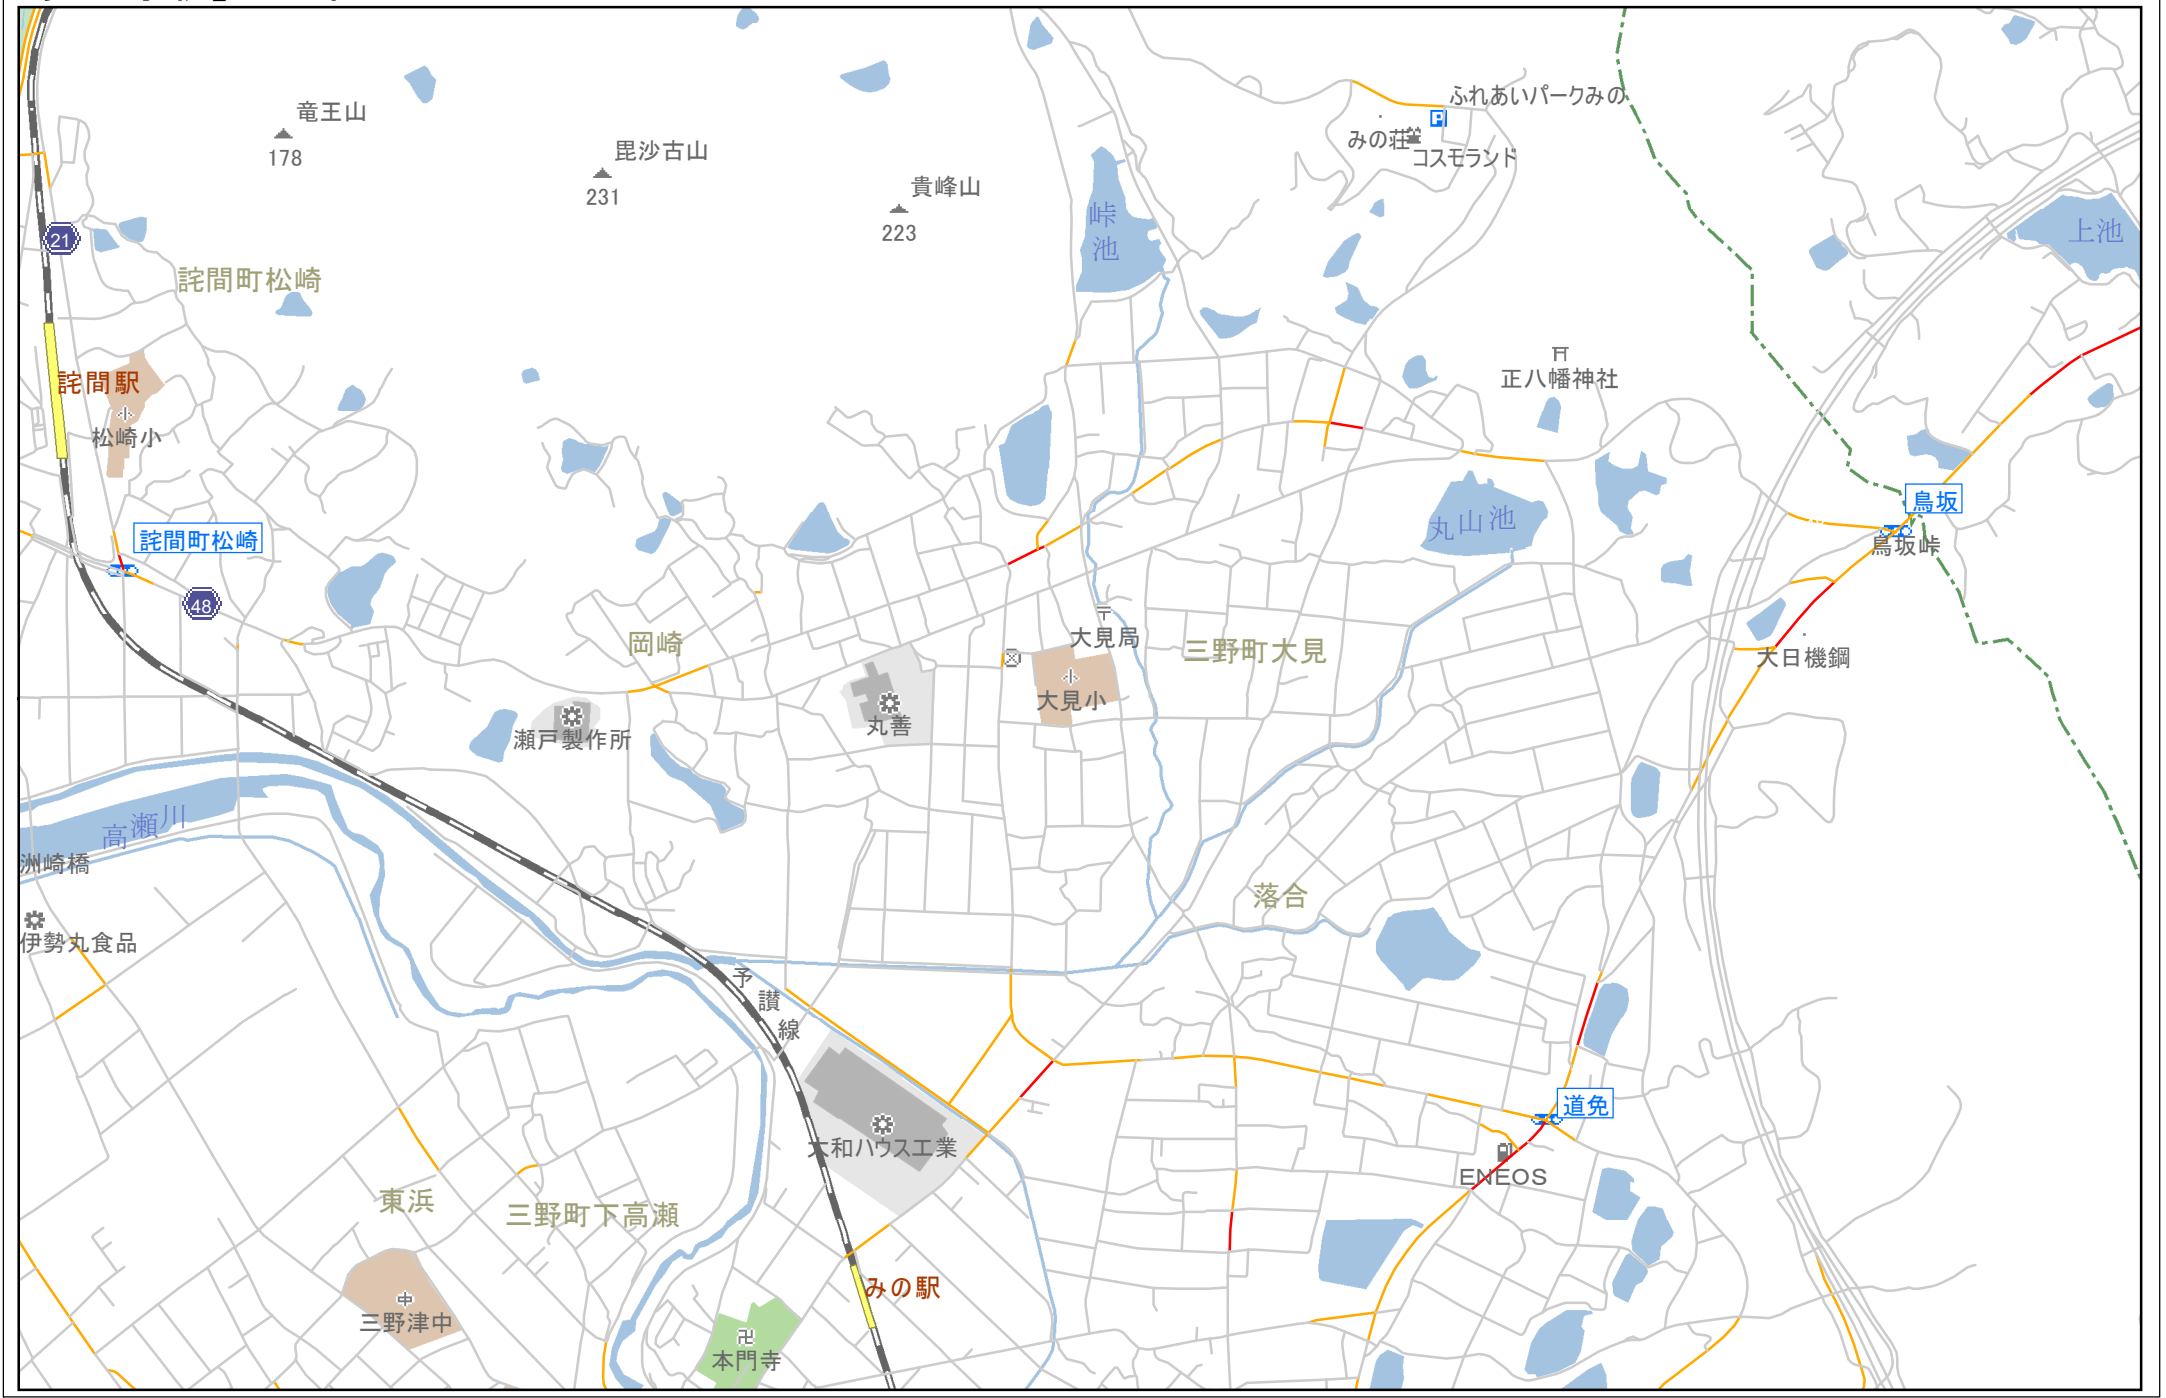 ふれあいパークみの
竜王山
178
毘沙古山
231
貴峰山
223
みの荘
コスモランド
峠
池
上池
21
詫間町松崎
詫間駅
松崎小
正八幡神社
丸山池
鳥坂
鳥坂峠
詫間町松崎
48
岡崎
大見局
三野町大見
大見小
大日機鋼
丸善
瀬戸製作所
高瀬川
洲崎橋
伊勢丸食品
落合
予
讃
線
道免
ENEOS
大和ハウス工業
東浜
三野町下高瀬
みの駅
三野津中
本門寺